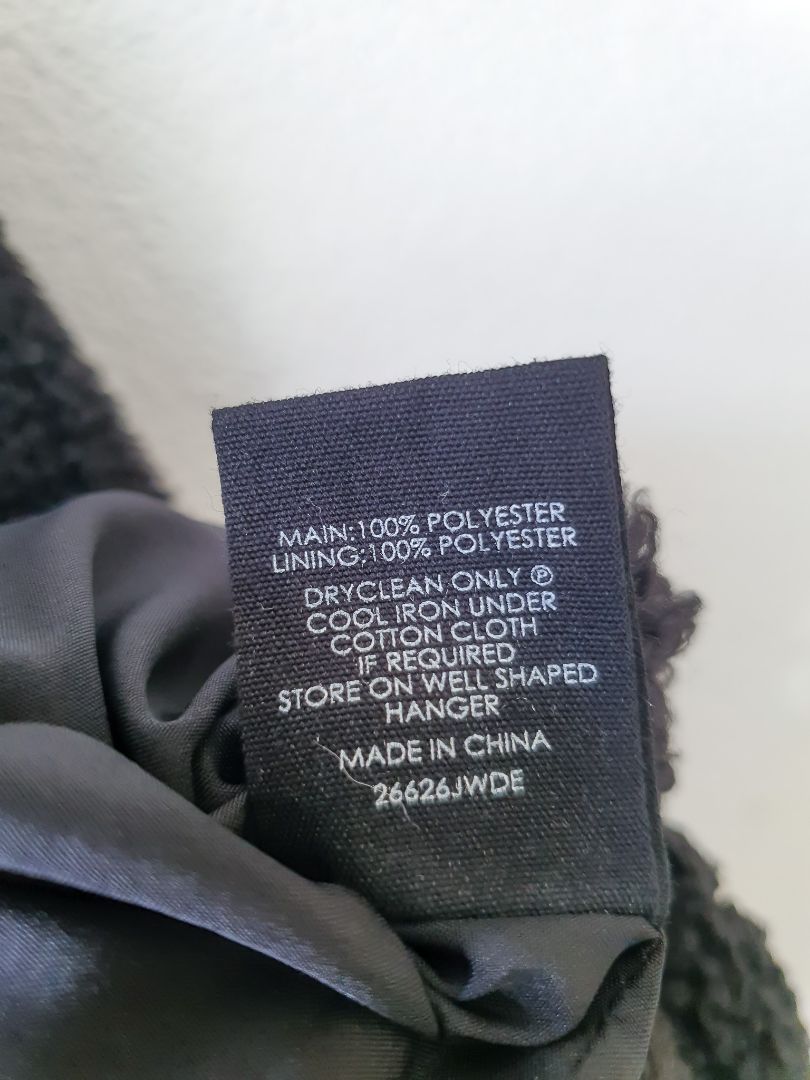 MAIN:100% POLYESTER
LINING:100% POLYESTER
DRYCLEAN ONLY Ⓟ
COOL IRON UNDER
COTTON CLOTH
IF REQUIRED
STORE ON WELL SHAPED
HANGER
MADE IN CHINA
26626JWDE